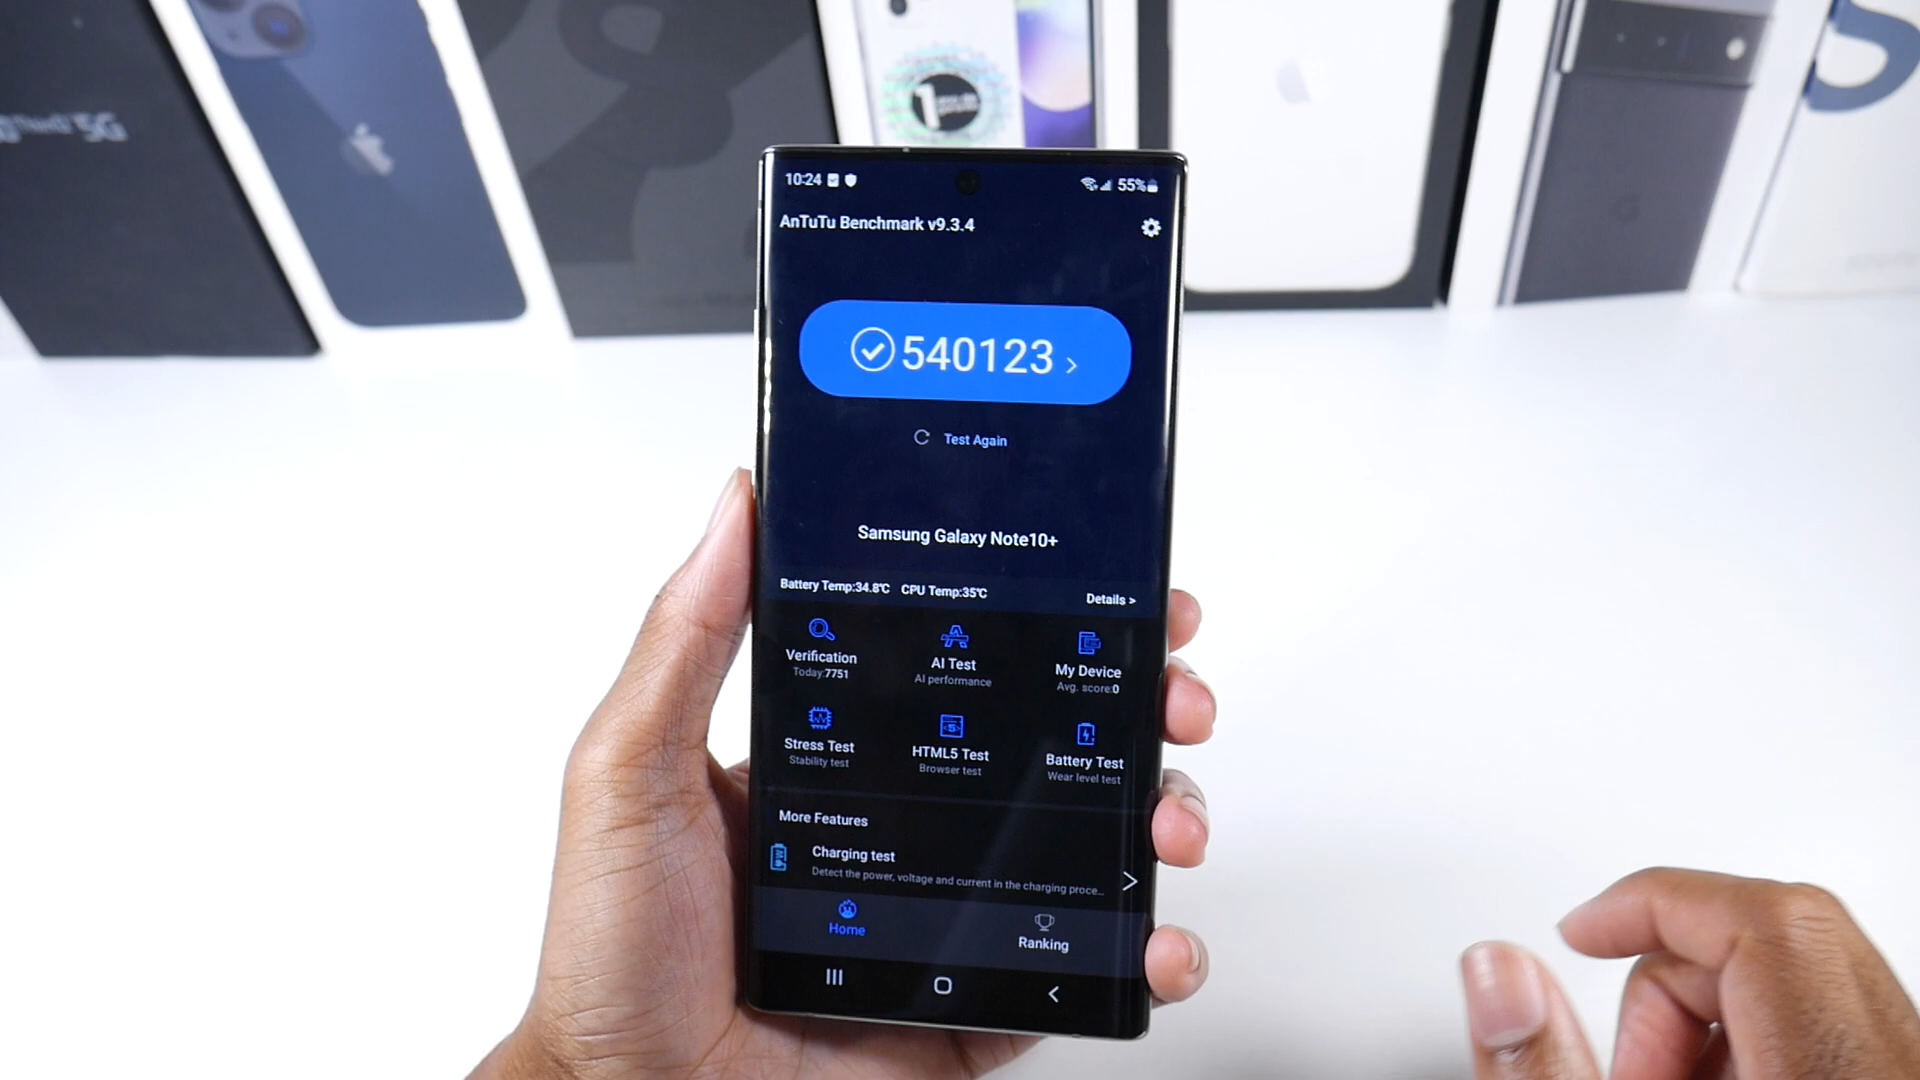 5G
1
10:24
55%
AnTuTu Benchmark v9.3.4
540123 >
Test Again
Samsung Galaxy Note10+
Battery Temp:34.8℃ CPU Temp:35℃ Details >
Verification
Today:7751
AI Test
AI performance
My Device
Avg. score:0
Stress Test
Stability test
HTML5 Test
Browser test
Battery Test
Wear level test
More Features
Charging test
Detect the power, voltage and current in the charging proce...
Home
Ranking